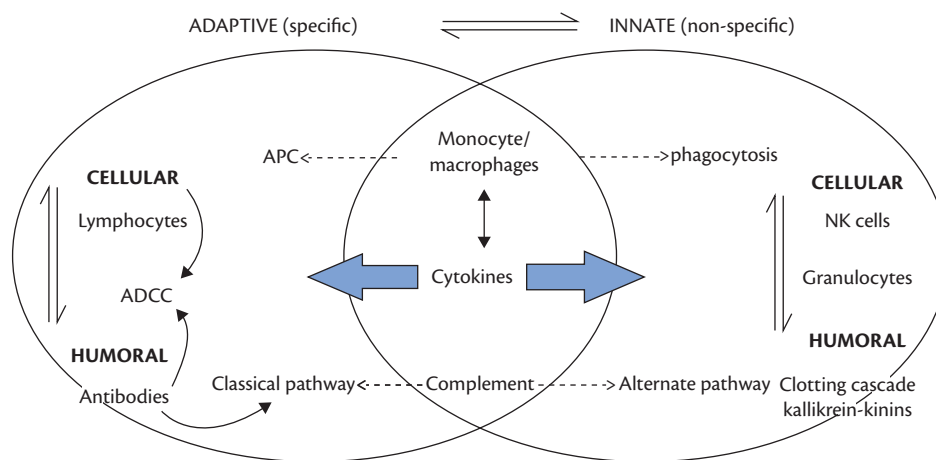 ADAPTIVE (specific)
INNATE (non-specific)
Monocyte/
macrophages
APC
phagocytosis
CELLULAR
Lymphocytes
CELLULAR
NK cells
Cytokines
Granulocytes
ADCC
HUMORAL
HUMORAL
Antibodies
Classical pathway
Complement
Alternate pathway
Clotting cascade
kallikrein-kinins